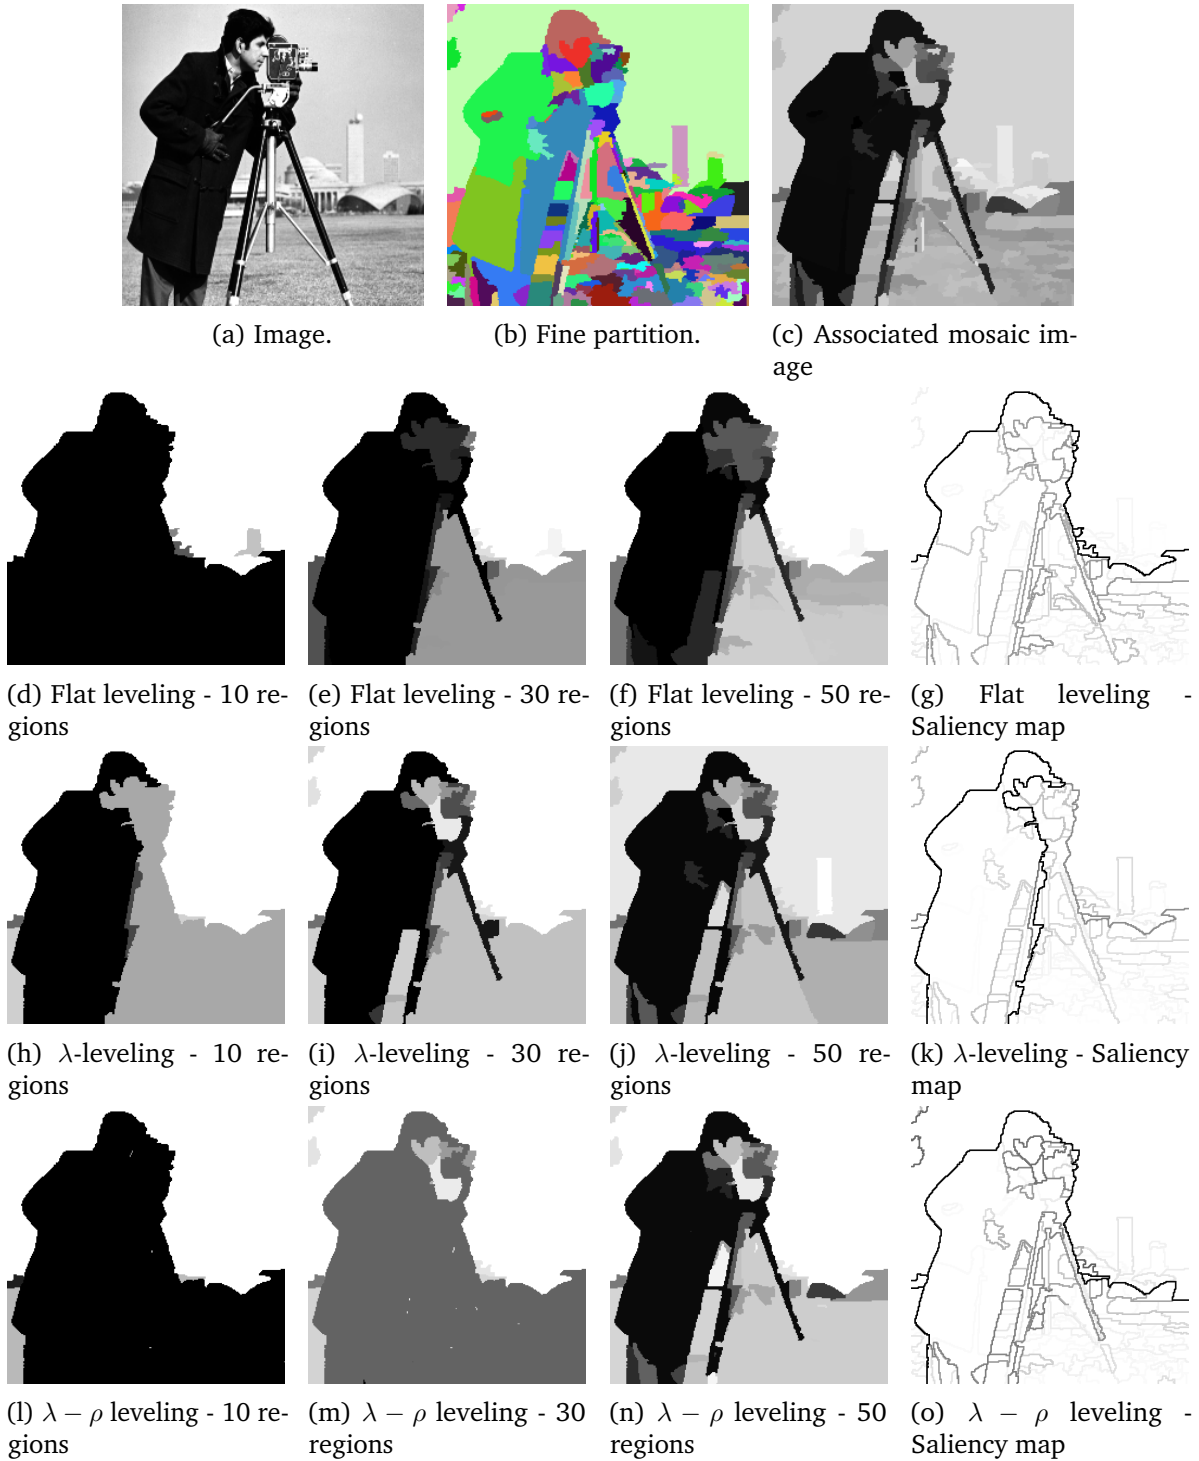 (a) Image.
(b) Fine partition.
(c) Associated mosaic im-
age
(d) Flat leveling - 10 re-
gions
(e) Flat leveling - 30 re-
gions
(f) Flat leveling - 50 re-
gions
(g) Flat leveling -
Saliency map
(h) λ-leveling - 10 re-
gions
(i) λ-leveling - 30 re-
gions
(j) λ-leveling - 50 re-
gions
(k) λ-leveling - Saliency
map
(l) λ − ρ leveling - 10 re-
gions
(m) λ − ρ leveling - 30
regions
(n) λ − ρ leveling - 50
regions
(o) λ − ρ leveling -
Saliency map